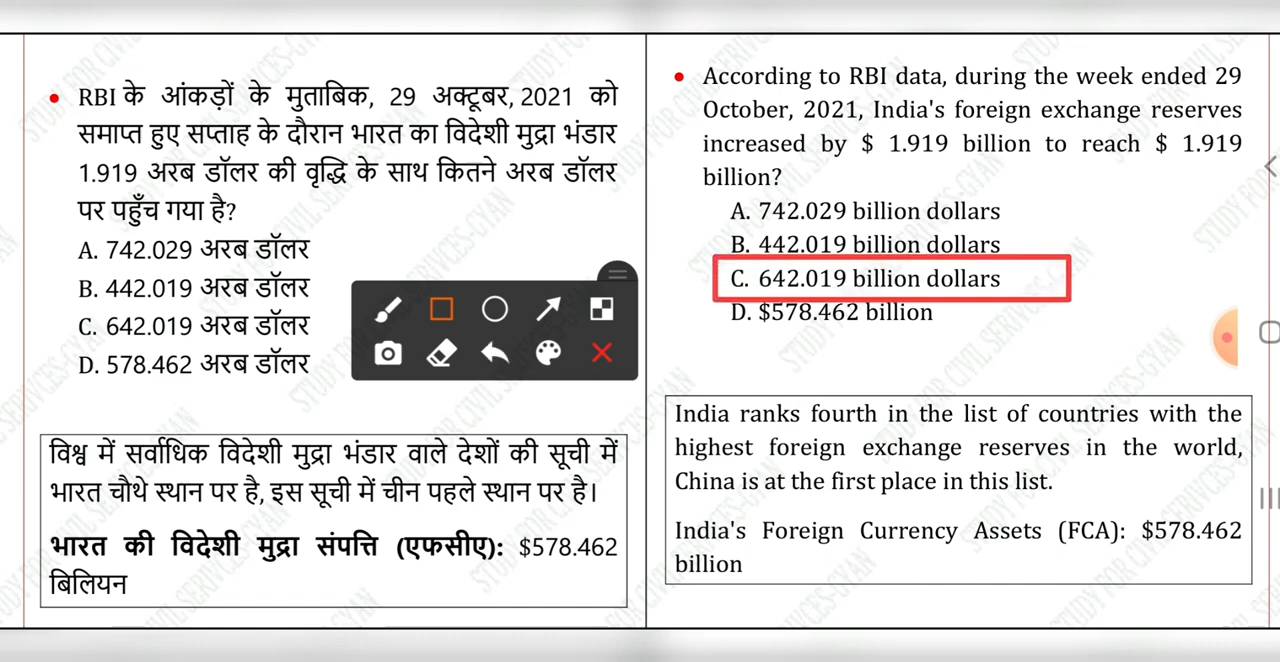 RBI के आंकड़ों के मुताबिक, 29 अक्टूबर, 2021 को
समाप्त हुए सप्ताह के दौरान भारत का विदेशी मुद्रा भंडार
1.919 अरब डॉलर की वृद्धि के साथ कितने अरब डॉलर
पर पहुँच गया है?
A. 742.029 अरब डॉलर
B. 442.019 अरब डॉलर
C. 642.019 अरब डॉलर
D. 578.462 अरब डॉलर
विश्व में सर्वाधिक विदेशी मुद्रा भंडार वाले देशों की सूची में
भारत चौथे स्थान पर है, इस सूची में चीन पहले स्थान पर है।
भारत की विदेशी मुद्रा संपत्ति (एफसीए): $578.462
बिलियन
According to RBI data, during the week ended 29
October, 2021, India's foreign exchange reserves
increased by $ 1.919 billion to reach $ 1.919
billion?
A. 742.029 billion dollars
B. 442.019 billion dollars
C. 642.019 billion dollars
D. $578.462 billion
India ranks fourth in the list of countries with the
highest foreign exchange reserves in the world,
China is at the first place in this list.
India's Foreign Currency Assets (FCA): $578.462
billion